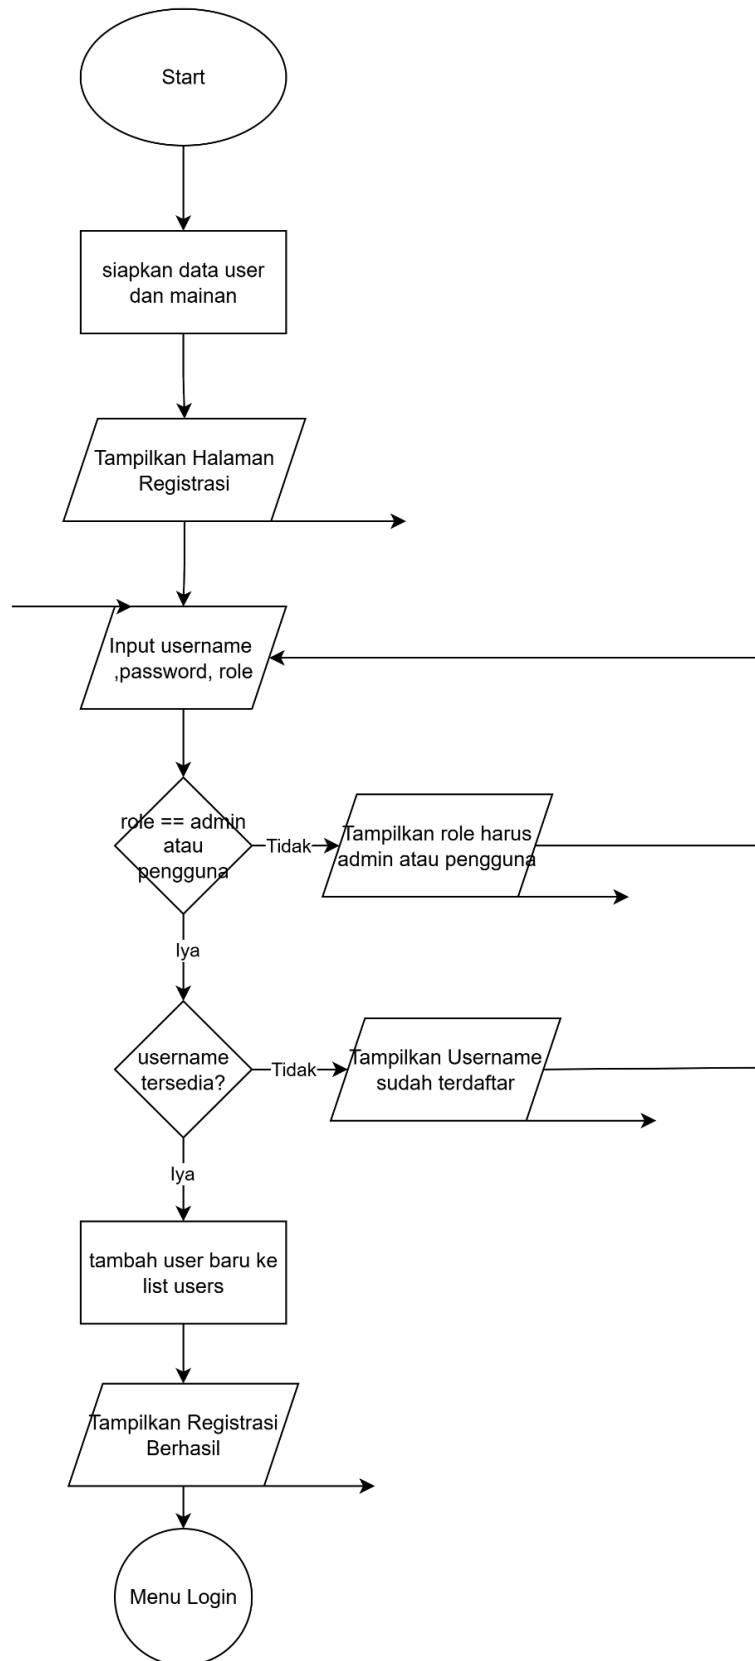 Start
siapkan data user
dan mainan
Tampilkan Halaman
Registrasi
Input username
,password, role
role == admin
atau
pengguna
Tidak
Tampilkan role harus
admin atau pengguna
Iya
username
tersedia?
Tidak
Tampilkan Username
sudah terdaftar
Iya
tambah user baru ke
list users
Tampilkan Registrasi
Berhasil
Menu Login